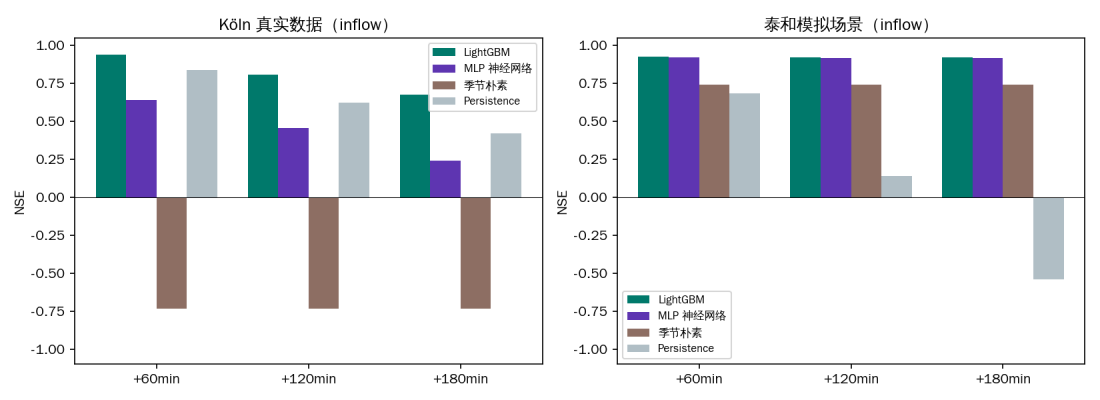 Köln 真实数据（inflow）
NSE
1.00
0.75
0.50
0.25
0.00
-0.25
-0.50
-0.75
-1.00
LightGBM
MLP 神经网络
季节朴素
Persistence
+60min
+120min
+180min
泰和模拟场景（inflow）
NSE
1.00
0.75
0.50
0.25
0.00
-0.25
-0.50
-0.75
-1.00
LightGBM
MLP 神经网络
季节朴素
Persistence
+60min
+120min
+180min